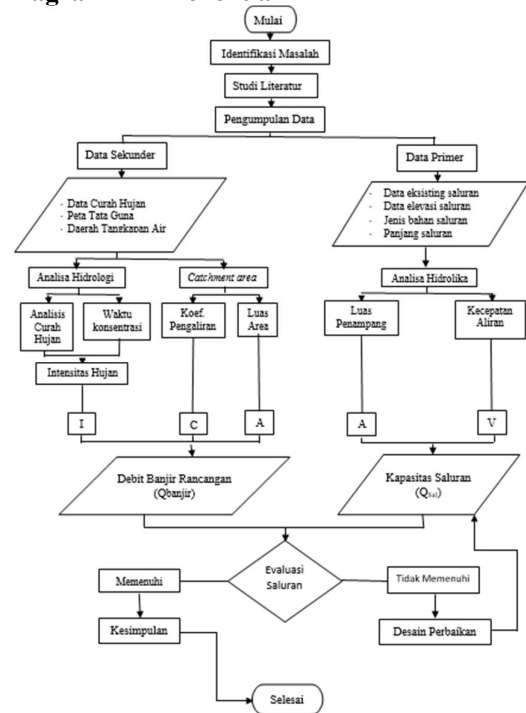 Mulai
Identifikasi Masalah
Studi Literatur
Pengumpulan Data
Data Sekunder
Data Primer
- Data Curah Hujan
- Peta Tata Guna
- Daerah Tangkapan Air
- Data eksisting saluran
- Data elevasi saluran
- Jenis bahan saluran
- Panjang saluran
Analisa Hidrologi
Catchment area
Analisa Hidrolika
Analisis
Curah
Hujan
Waktu
konsentrasi
Koef.
Pengaliran
Luas
Area
Luas
Penampang
Kecepatan
Aliran
Intensitas Hujan
I
C
A
A
V
Debit Banjir Rancangan
(Qbanjir)
Kapasitas Saluran
(QSal)
Evaluasi
Saluran
Memenuhi
Tidak Memenuhi
Kesimpulan
Desain Perbaikan
Selesai